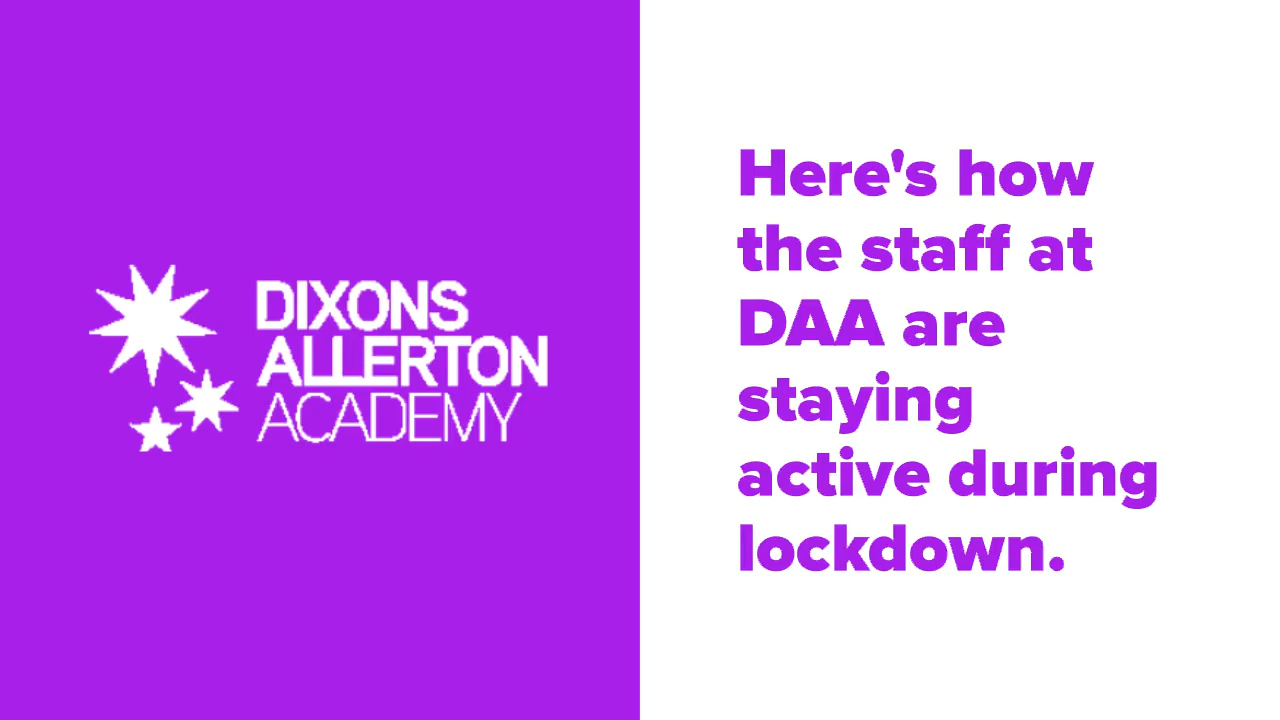 DIXONS
ALLERTON
ACADEMY
Here's how
the staff at
DAA are
staying
active during
lockdown.